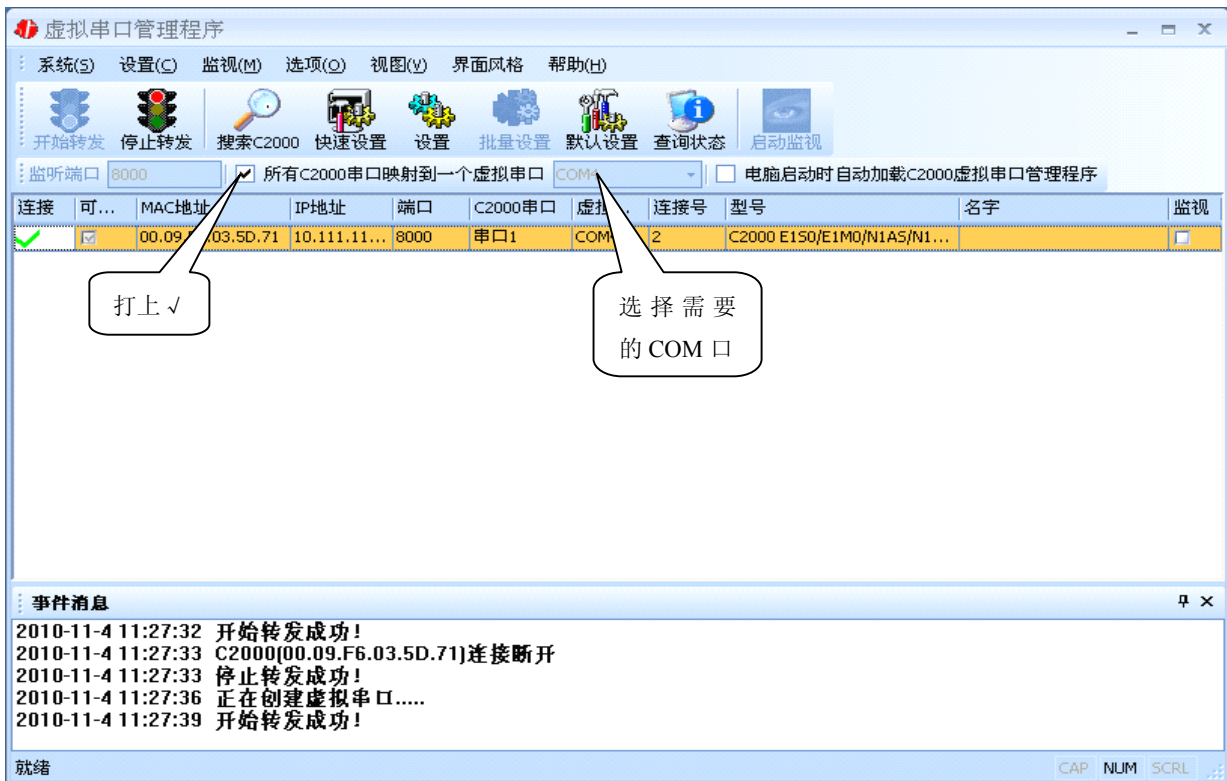 虚拟串口管理程序
系统(S) 设置(C) 监视(M) 选项(O) 视图(V) 界面风格 帮助(H)
开始转发 停止转发 搜索C2000 快速设置 设置 批量设置 默认设置 查询状态 启动监视
监听端口 8000 所有C2000串口映射到一个虚拟串口 COM4 电脑启动时自动加载C2000虚拟串口管理程序
连接 可... MAC地址 IP地址 端口 C2000串口 虚拟... 连接号 型号 名字 监视
00.09 .03.5D.71 10.111.11... 8000 串口1 COM 2 C2000 E1S0/E1M0/N1AS/N1...
打上√
选择需要
的 COM 口
事件消息
2010-11-4 11:27:32 开始转发成功!
2010-11-4 11:27:33 C2000[00.09.F6.03.5D.71]连接断开
2010-11-4 11:27:33 停止转发成功!
2010-11-4 11:27:36 正在创建虚拟串口.....
2010-11-4 11:27:39 开始转发成功!
就绪 CAP NUM SCRL